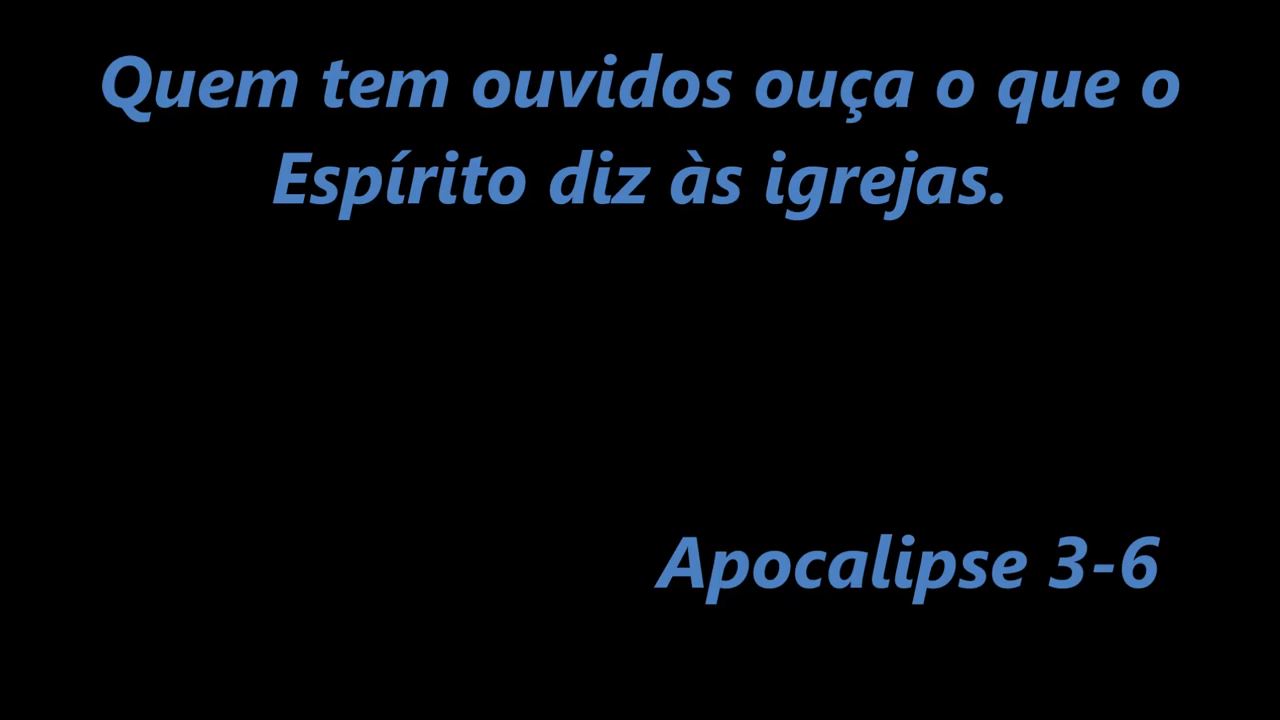 Quem tem ouvidos ouça o que o
Espírito diz às igrejas.
Apocalipse 3-6